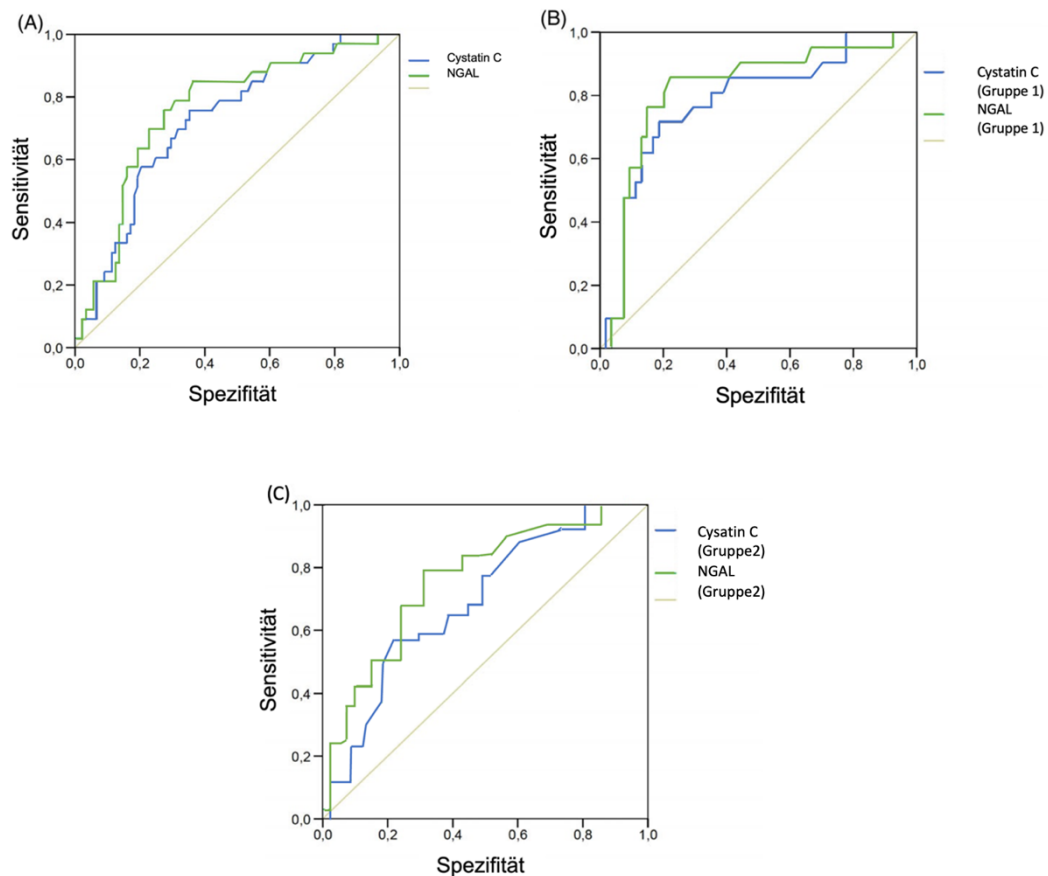 (A)
1,0
0,8
0,6
0,4
0,2
0,0
Sensitivität
0,0 0,2 0,4 0,6 0,8 1,0
Spezifität
Cystatin C
NGAL
(B)
1,0
0,8
0,6
0,4
0,2
0,0
Sensitivität
0,0 0,2 0,4 0,6 0,8 1,0
Spezifität
Cystatin C
(Gruppe 1)
NGAL
(Gruppe 1)
(C)
1,0
0,8
0,6
0,4
0,2
0,0
Sensitivität
0,0 0,2 0,4 0,6 0,8 1,0
Spezifität
Cysatin C
(Gruppe2)
NGAL
(Gruppe2)